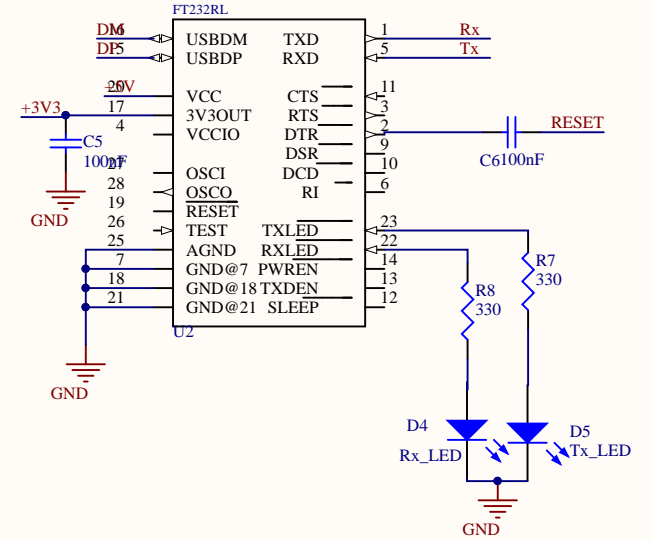 FT232RL
DM 16 USBDM TXD 1 Rx
DP 15 USBDP RXD 5 Tx
+5V 20 VCC CTS 11
+3V3 17 3V3OUT RTS 3
4 VCCIO DTR 2 C6 100nF RESET
DSR 9
C5 100nF
27 OSCI DCD 10
28 OSCO RI 6
19 RESET
26 TEST TXLED 23
25 AGND RXLED 22
7 GND@7 PWREN 14
18 GND@18 TXDEN 13
21 GND@21 SLEEP 12
U2
GND
GND
R7
330
R8
330
D4
Rx_LED
D5
Tx_LED
GND